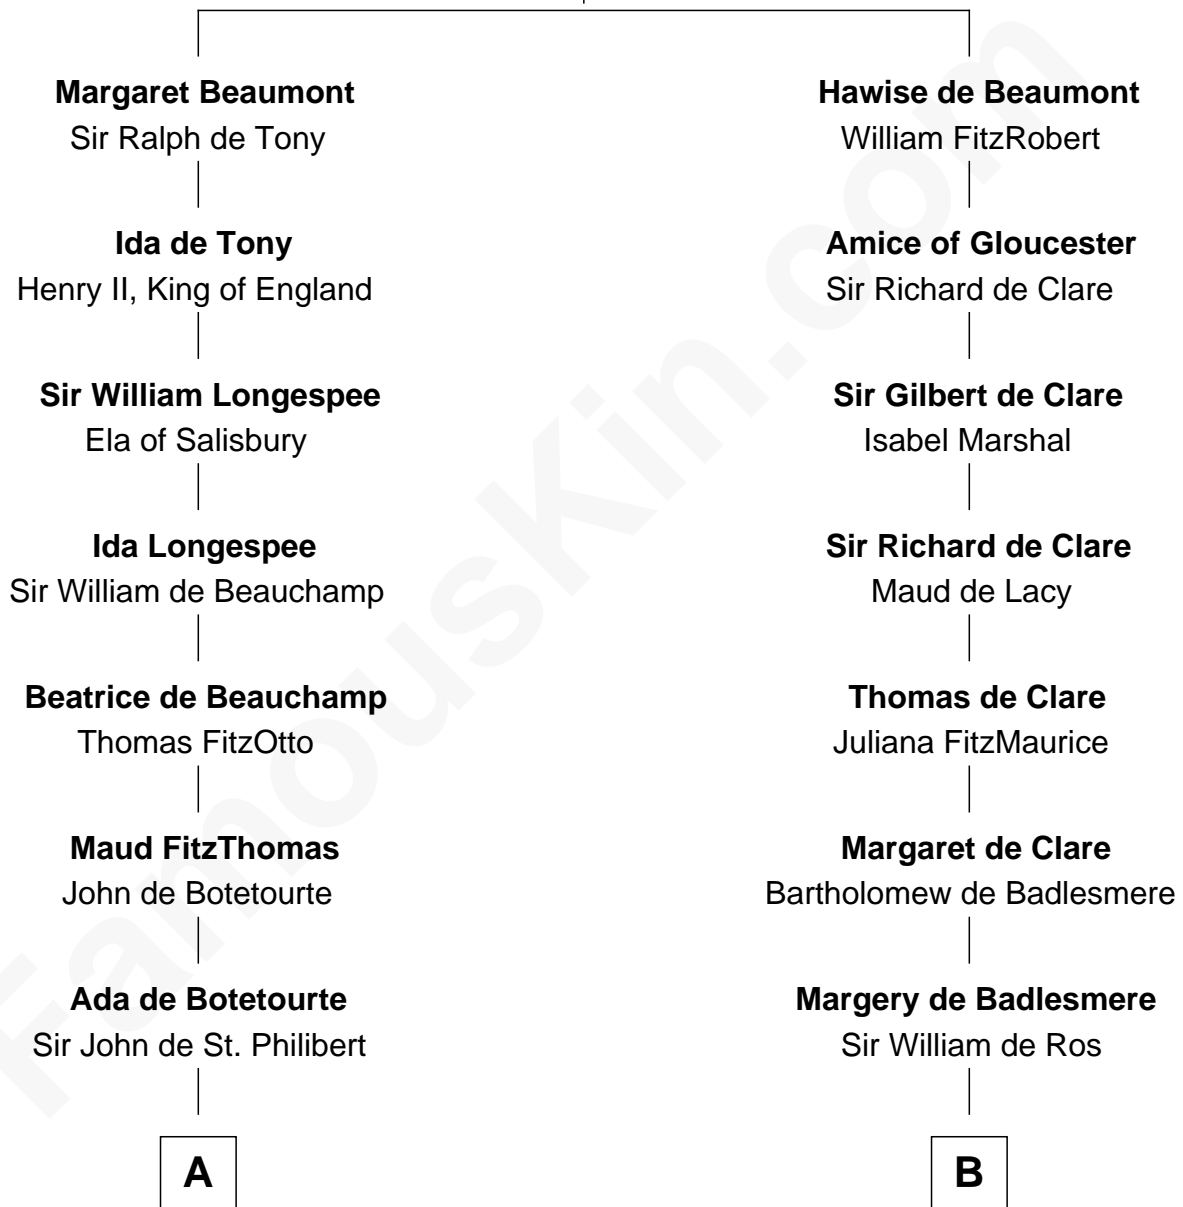 Margaret Beaumont
Sir Ralph de Tony
Ida de Tony
Henry II, King of England
Sir William Longespee
Ela of Salisbury
Ida Longespee
Sir William de Beauchamp
Beatrice de Beauchamp
Thomas FitzOtto
Maud FitzThomas
John de Botetourte
Ada de Botetourte
Sir John de St. Philibert
A
Hawise de Beaumont
William FitzRobert
Amice of Gloucester
Sir Richard de Clare
Sir Gilbert de Clare
Isabel Marshal
Sir Richard de Clare
Maud de Lacy
Thomas de Clare
Juliana FitzMaurice
Margaret de Clare
Bartholomew de Badlesmere
Margery de Badlesmere
Sir William de Ros
B
FamousKin.com